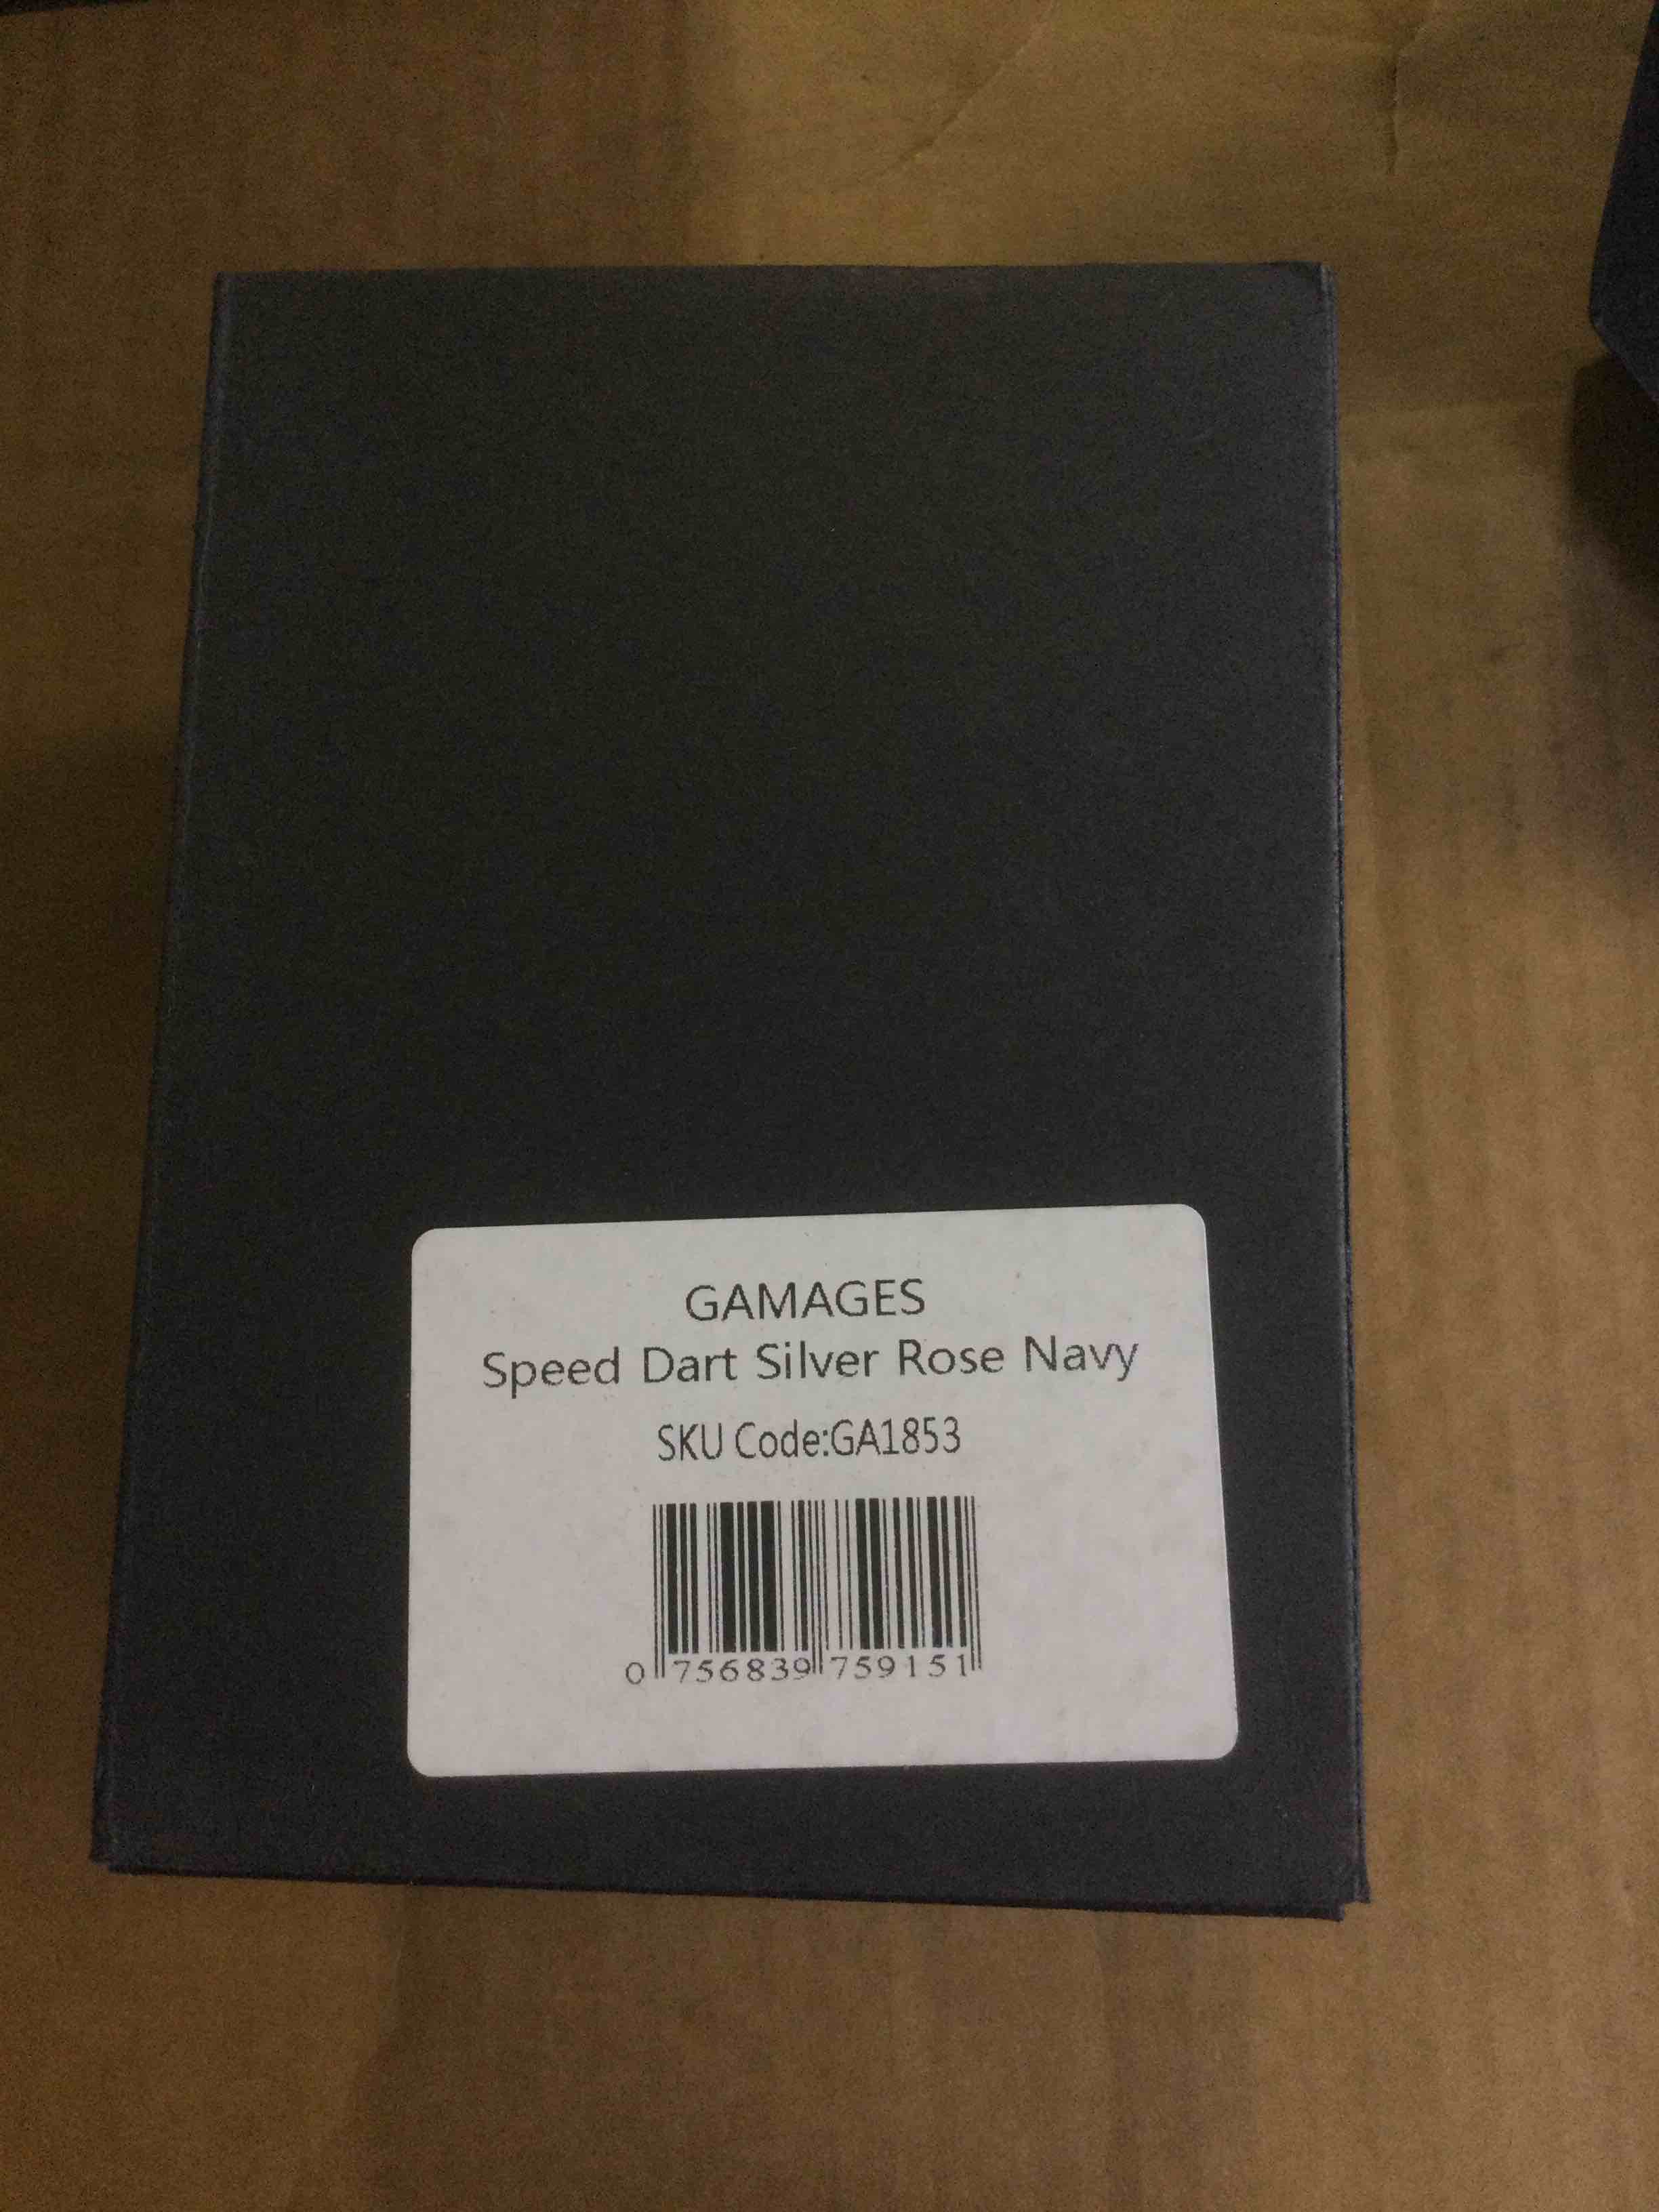 GAMAGES
Speed Dart Silver Rose Navy
SKU Code:GA1853
0 756839 759151